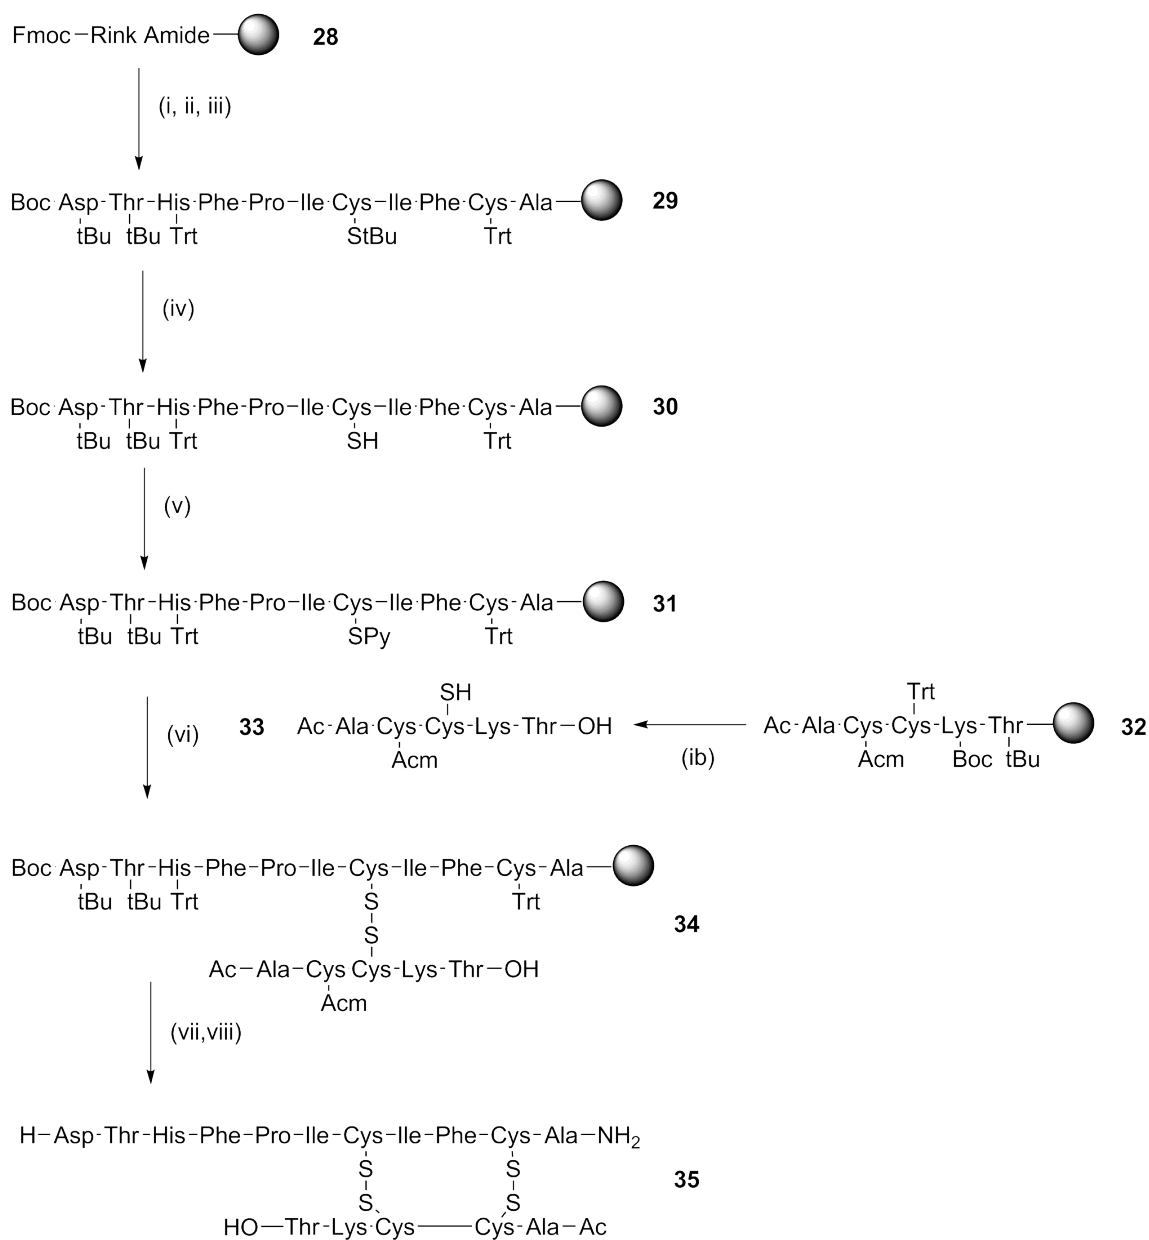 Fmoc–Rink Amide 28
(i, ii, iii)
Boc Asp-Thr-His-Phe-Pro-Ile-Cys-Ile-Phe-Cys-Ala 29
tBu tBu Trt StBu Trt
(iv)
Boc Asp-Thr-His-Phe-Pro-Ile-Cys-Ile-Phe-Cys-Ala 30
tBu tBu Trt SH Trt
(v)
Boc Asp-Thr-His-Phe-Pro-Ile-Cys-Ile-Phe-Cys-Ala 31
tBu tBu Trt SPy Trt
SH Trt
(vi) 33 Ac-Ala-Cys-Cys-Lys-Thr-OH Ac-Ala-Cys-Cys-Lys-Thr 32
Acm (ib) Acm Boc tBu
Boc Asp-Thr-His-Phe-Pro-Ile-Cys-Ile-Phe-Cys-Ala
tBu tBu Trt S Trt
34
S
Ac-Ala-Cys Cys-Lys-Thr-OH
Acm
(vii,viii)
H-Asp-Thr-His-Phe-Pro-Ile-Cys-Ile-Phe-Cys-Ala-NH2
S S
35
S S
HO-Thr-Lys-Cys-Cys-Ala-Ac